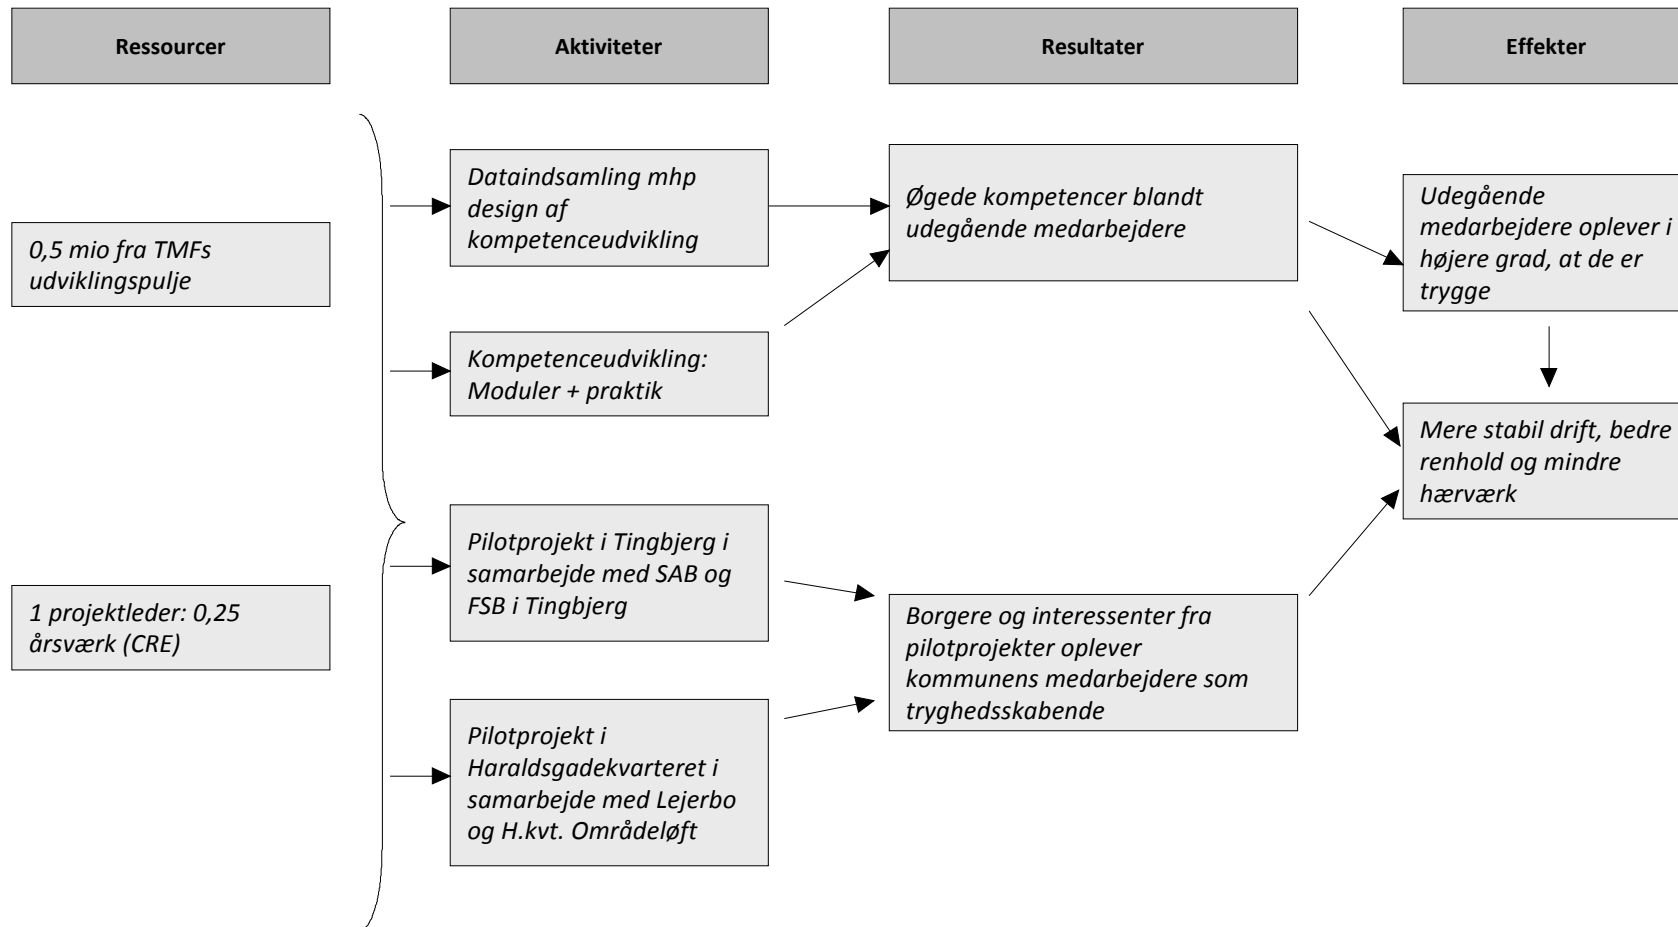 Ressourcer
Aktiviteter
Resultater
Effekter
0,5 mio fra TMFs
udviklingspulje
1 projektleder: 0,25
årsværk (CRE)
Dataindsamling mhp
design af
kompetenceudvikling
Kompetenceudvikling:
Moduler + praktik
Pilotprojekt i Tingbjerg i
samarbejde med SAB og
FSB i Tingbjerg
Pilotprojekt i
Haraldsgadekvarteret i
samarbejde med Lejerbo
og H.kvt. Områdeløft
Øgede kompetencer blandt
udegående medarbejdere
Borgere og interessenter fra
pilotprojekter oplever
kommunens medarbejdere som
tryghedsskabende
Udegående
medarbejdere oplever i
højere grad, at de er
trygge
Mere stabil drift, bedre
renhold og mindre
hærværk